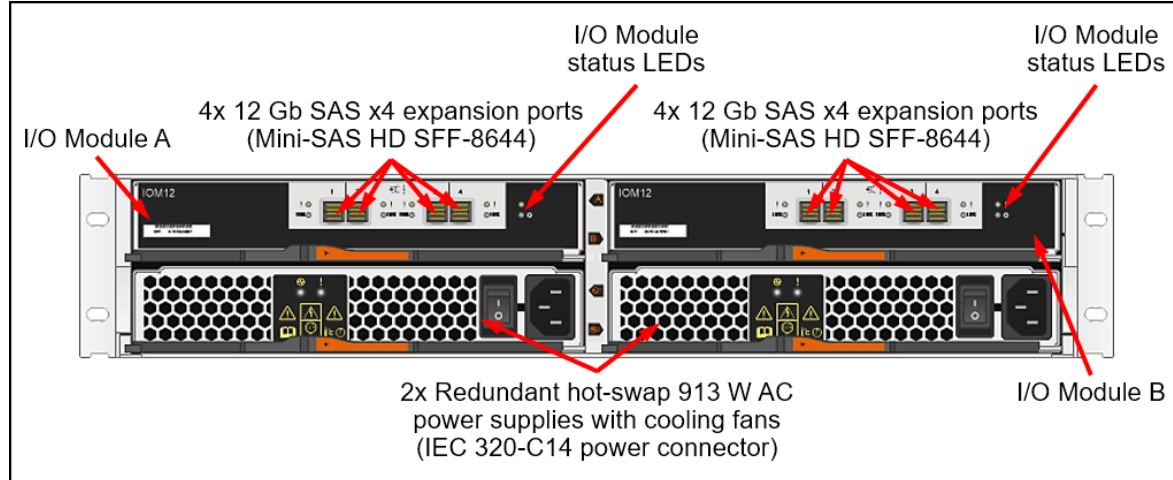 I/O Module
status LEDs
I/O Module
status LEDs
4x 12 Gb SAS x4 expansion ports
(Mini-SAS HD SFF-8644)
4x 12 Gb SAS x4 expansion ports
(Mini-SAS HD SFF-8644)
I/O Module A
IOM12
1
4
A
IOM12
1
3
4
B
I/O Module B
2x Redundant hot-swap 913 W AC
power supplies with cooling fans
(IEC 320-C14 power connector)